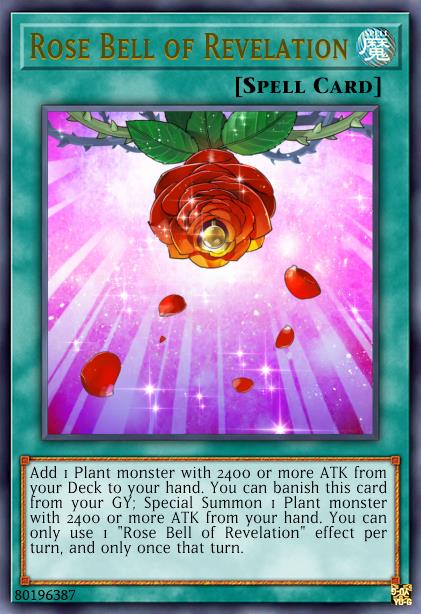 Rose Bell of Revelation
[Spell Card]
Add 1 Plant monster with 2400 or more ATK from
your Deck to your hand. You can banish this card
from your GY; Special Summon 1 Plant monster
with 2400 or more ATK from your hand. You can
only use 1 "Rose Bell of Revelation" effect per
turn, and only once that turn.
80196387